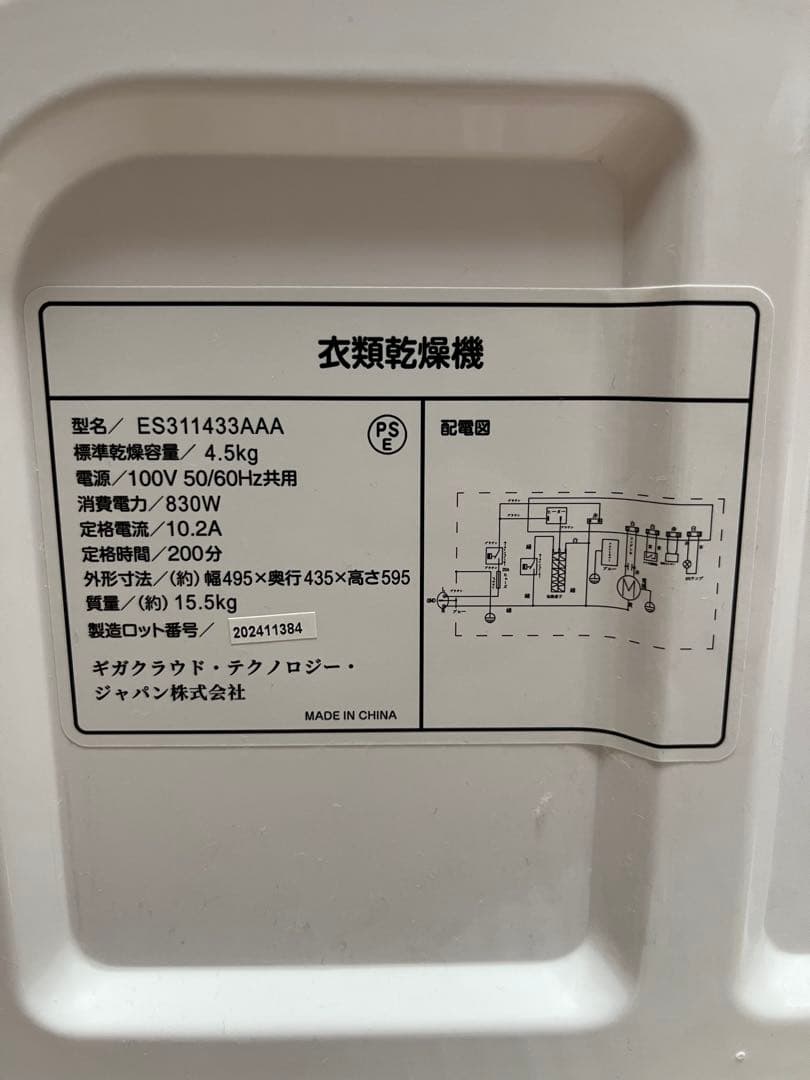 衣類乾燥機
型名／ ES311433AAA
PS
E
標準乾燥容量／ 4.5kg
電源／100V 50/60Hz共用
消費電力／830W
定格電流／10.2A
定格時間／200分
外形寸法／(約) 幅495×奥行435×高さ595
質量／(約) 15.5kg
製造ロット番号／ 202411384
ギガクラウド・テクノロジー・
ジャパン株式会社
MADE IN CHINA
配電図
ヒーター
M